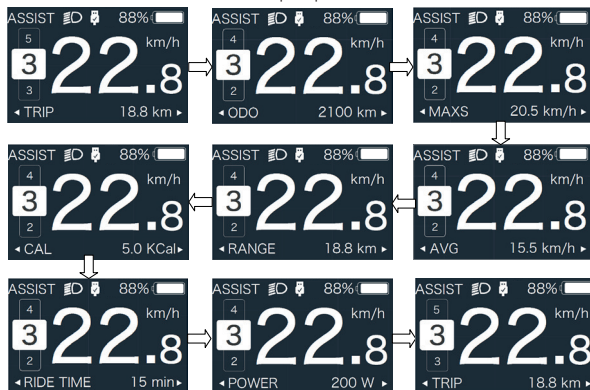 ASSIST 88%
5
3
3
22.8 km/h
TRIP 18.8 km
ASSIST 88%
4
3
2
22.8 km/h
ODO 2100 km
ASSIST 88%
4
3
2
22.8 km/h
MAXS 20.5 km/h
ASSIST 88%
4
3
2
22.8 km/h
CAL 5.0 KCal
ASSIST 88%
4
3
2
22.8 km/h
RANGE 18.8 km
ASSIST 88%
4
3
2
22.8 km/h
AVG 15.5 km/h
ASSIST 88%
4
3
2
22.8 km/h
RIDE TIME 15 min
ASSIST 88%
4
3
2
22.8 km/h
POWER 200 W
ASSIST 88%
5
3
3
22.8 km/h
TRIP 18.8 km